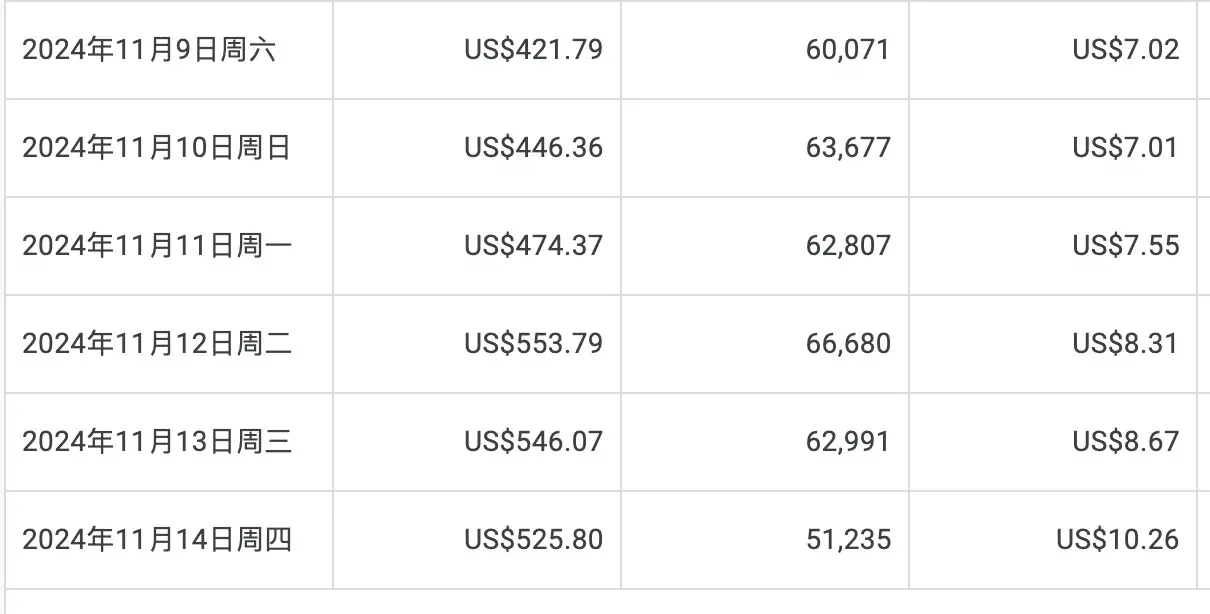 2024年11月9日周六 US$421.79 60,071 US$7.02
2024年11月10日周日 US$446.36 63,677 US$7.01
2024年11月11日周一 US$474.37 62,807 US$7.55
2024年11月12日周二 US$553.79 66,680 US$8.31
2024年11月13日周三 US$546.07 62,991 US$8.67
2024年11月14日周四 US$525.80 51,235 US$10.26